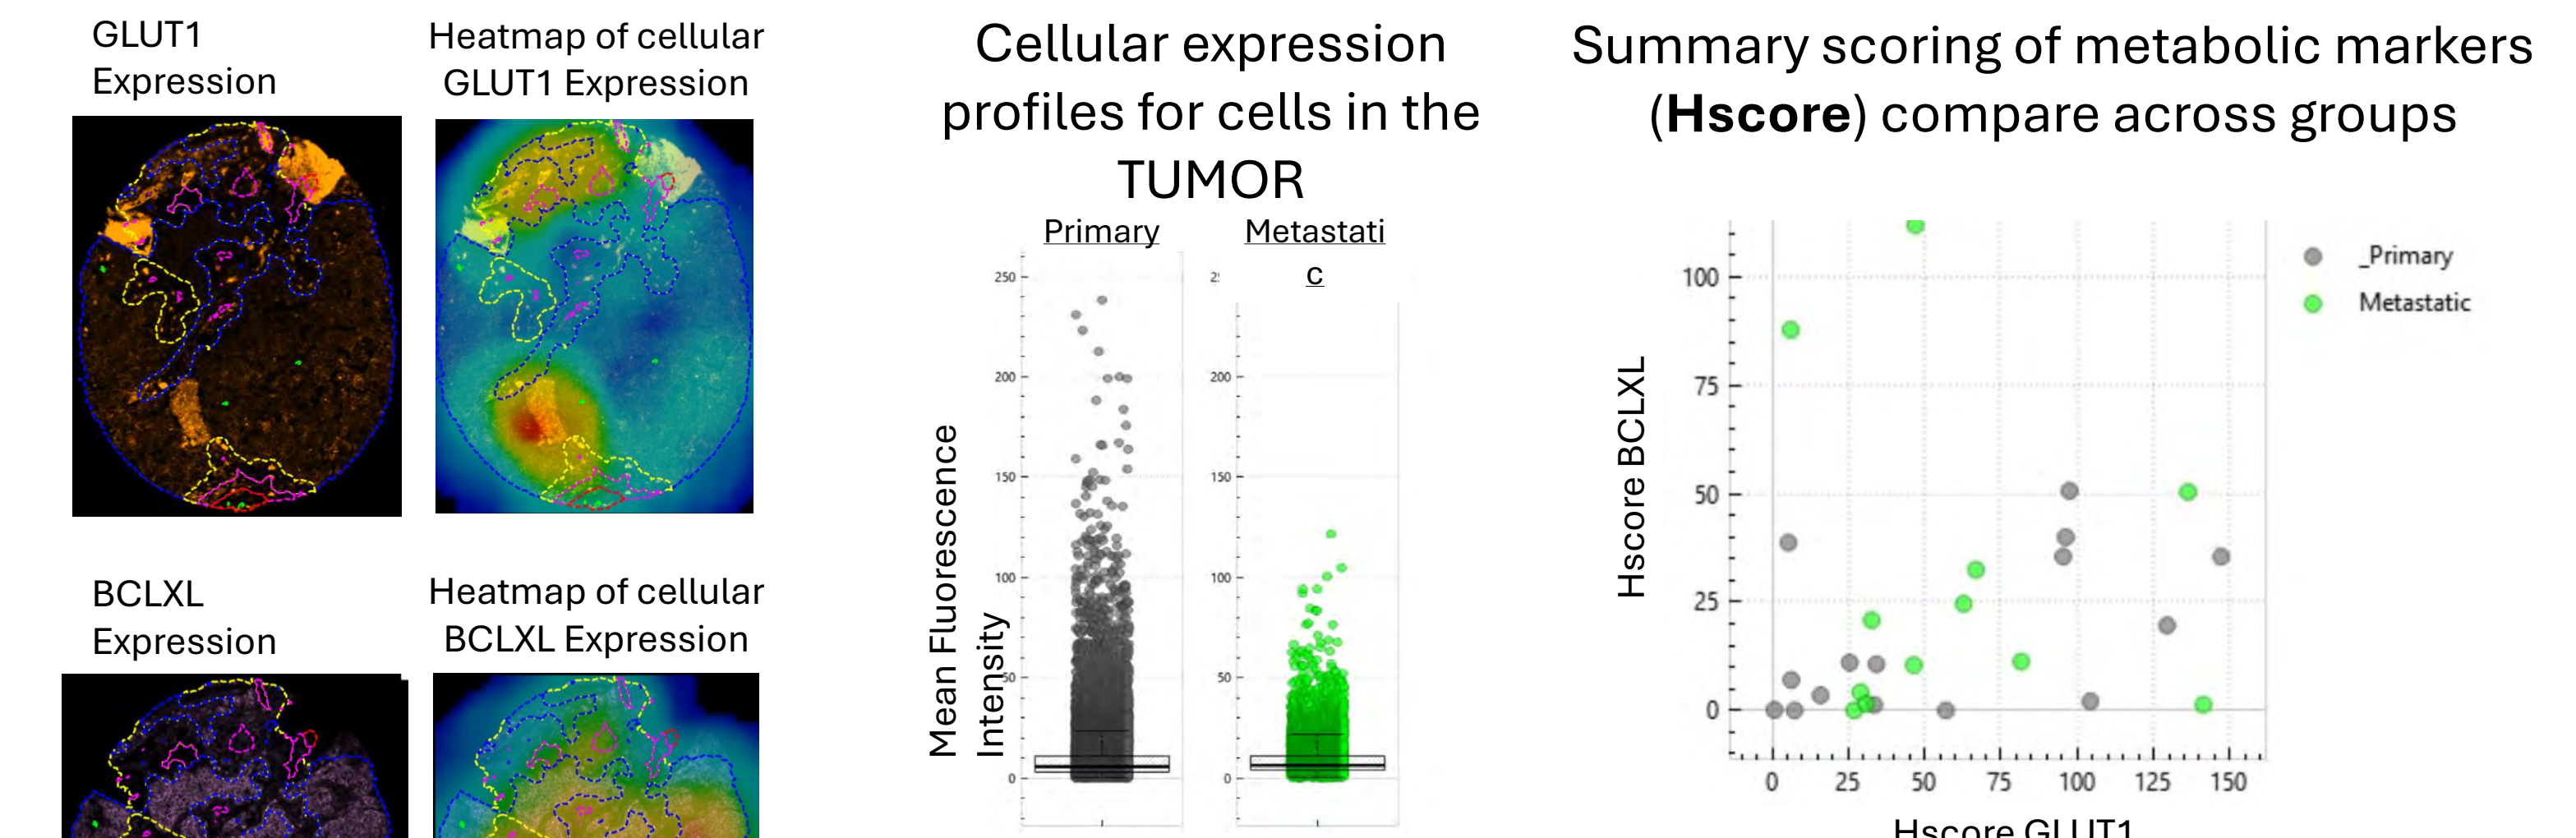 GLUT1
Expression
Heatmap of cellular
GLUT1 Expression
BCLXL
Expression
Heatmap of cellular
BCLXL Expression
Cellular expression
profiles for cells in the
TUMOR
Primary
Metastati
c
Mean Fluorescence
Intensity
250
200
150
100
50
0
200
150
100
50
0
Summary scoring of metabolic markers
(Hscore) compare across groups
Hscore BCLXL
100
75
50
25
0
0 25 50 75 100 125 150
Hscore GLUT1
_Primary
Metastatic